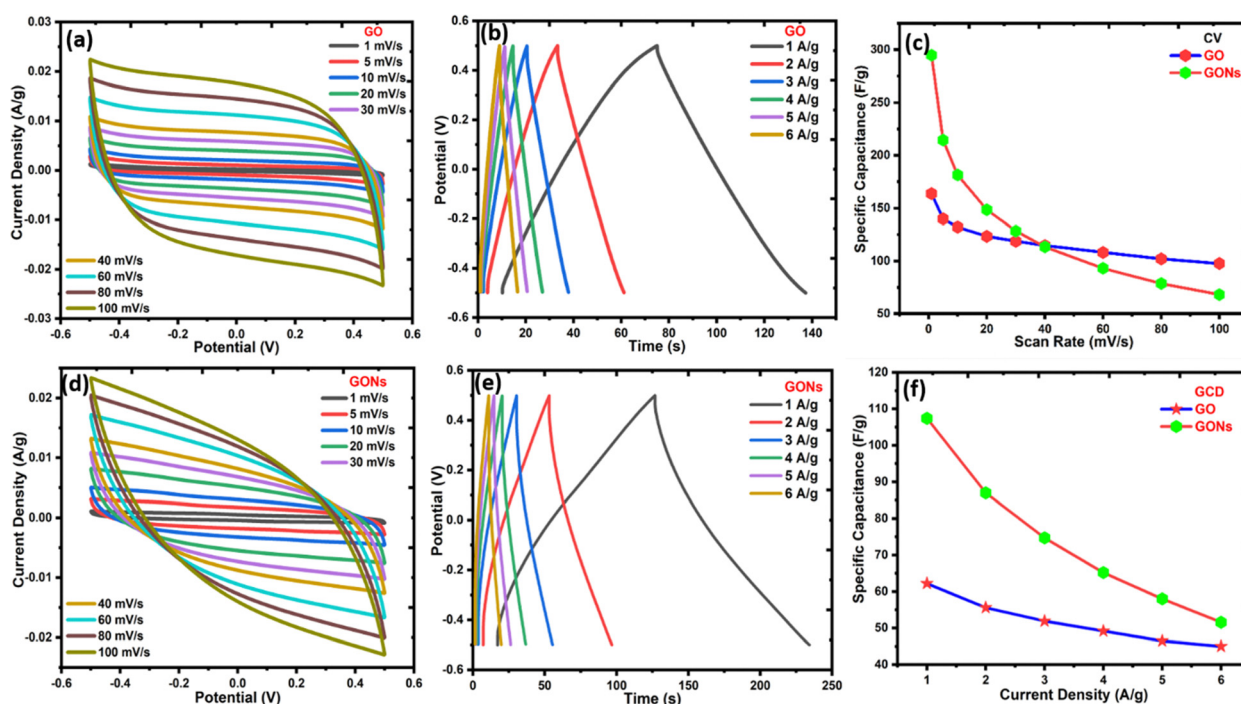 (a)
GO
1 mV/s
5 mV/s
10 mV/s
20 mV/s
30 mV/s
40 mV/s
60 mV/s
80 mV/s
100 mV/s
0.03
0.02
0.01
0.00
-0.01
-0.02
-0.03
Current Density (A/g)
-0.6 -0.4 -0.2 0.0 0.2 0.4 0.6
Potential (V)
(b)
GO
1 A/g
2 A/g
3 A/g
4 A/g
5 A/g
6 A/g
0.6
0.4
0.2
0.0
-0.2
-0.4
-0.6
Potential (V)
0 20 40 60 80 100 120 140
Time (s)
(c)
CV
GO
GONs
300
250
200
150
100
50
Specific Capacitance (F/g)
0 20 40 60 80 100
Scan Rate (mV/s)
(d)
GONs
1 mV/s
5 mV/s
10 mV/s
20 mV/s
30 mV/s
40 mV/s
60 mV/s
80 mV/s
100 mV/s
0.02
0.01
0.00
-0.01
-0.02
Current Density (A/g)
-0.6 -0.4 -0.2 0.0 0.2 0.4 0.6
Potential (V)
(e)
GONs
1 A/g
2 A/g
3 A/g
4 A/g
5 A/g
6 A/g
0.6
0.4
0.2
0.0
-0.2
-0.4
-0.6
Potential (V)
0 50 100 150 200 250
Time (s)
(f)
GCD
GO
GONs
120
110
100
90
80
70
60
50
40
Specific Capacitance (F/g)
1 2 3 4 5 6
Current Density (A/g)